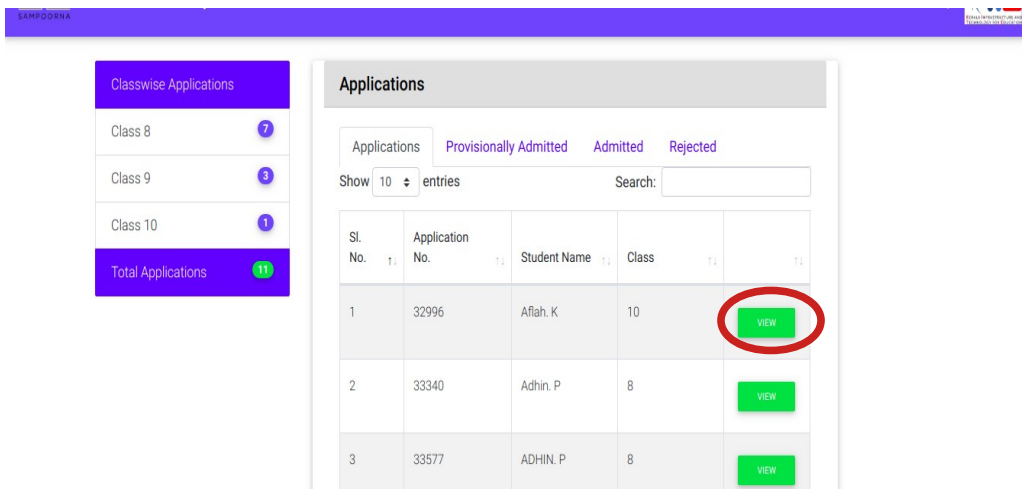 SAMPOORNA
Classwise Applications
Class 8 7
Class 9 3
Class 10 1
Total Applications 11
Applications
Applications Provisionally Admitted Admitted Rejected
Show 10 entries Search:
Sl. No. Application No. Student Name Class
1 32996 Aflah. K 10 VIEW
2 33340 Adhin. P 8 VIEW
3 33577 ADHIN. P 8 VIEW